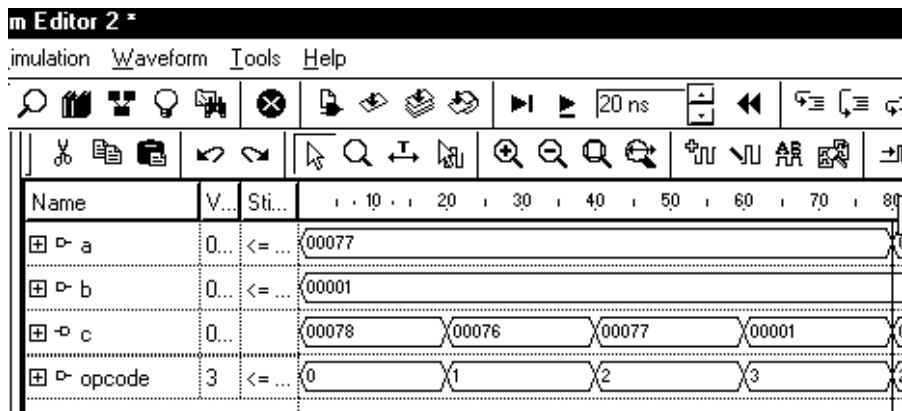 m Editor 2 *
imulation Waveform Tools Help
20 ns
Name V... Sti... 10 20 30 40 50 60 70 80
a 0... <= ... 00077
b 0... <= ... 00001
c 0... 00078 00076 00077 00001
opcode 3 <= ... 0 1 2 3